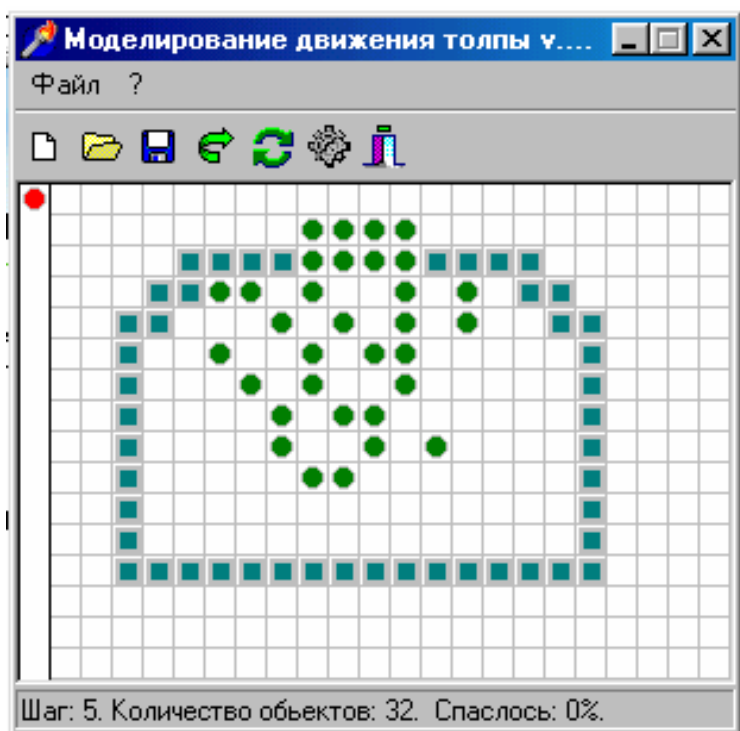 Моделирование движения толпы v....
Файл ?
Шаг: 5. Количество обьектов: 32. Спаслось: 0%.